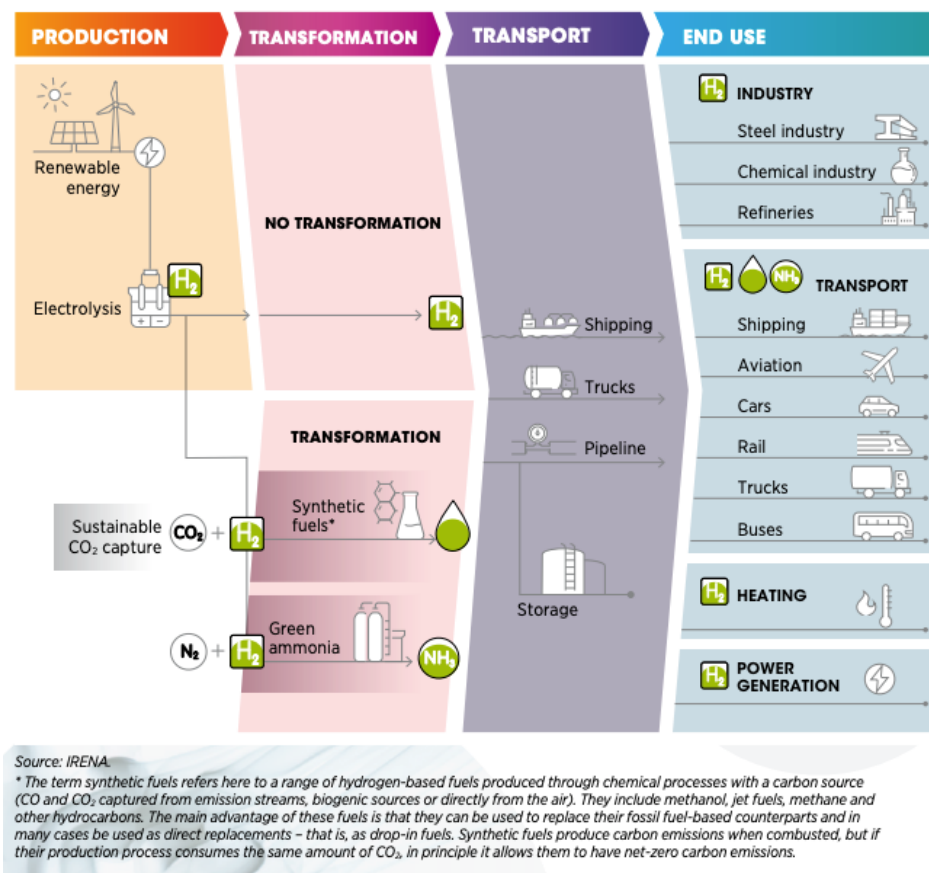 PRODUCTION
TRANSFORMATION
TRANSPORT
END USE
Renewable
energy
Electrolysis
H₂
NO TRANSFORMATION
H₂
TRANSFORMATION
Sustainable
CO₂ capture
CO₂ + H₂
Synthetic
fuels*
N₂ + H₂
Green
ammonia
NH₃
Shipping
Trucks
Pipeline
Storage
H₂ INDUSTRY
Steel industry
Chemical industry
Refineries
H₂ NH₃ TRANSPORT
Shipping
Aviation
Cars
Rail
Trucks
Buses
H₂ HEATING
H₂ POWER
GENERATION
Source: IRENA.
* The term synthetic fuels refers here to a range of hydrogen-based fuels produced through chemical processes with a carbon source
(CO and CO₂ captured from emission streams, biogenic sources or directly from the air). They include methanol, jet fuels, methane and
other hydrocarbons. The main advantage of these fuels is that they can be used to replace their fossil fuel-based counterparts and in
many cases be used as direct replacements – that is, as drop-in fuels. Synthetic fuels produce carbon emissions when combusted, but if
their production process consumes the same amount of CO₂, in principle it allows them to have net-zero carbon emissions.